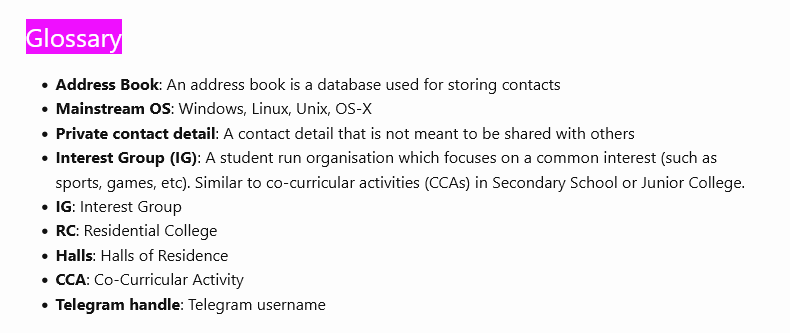 Glossary
• Address Book: An address book is a database used for storing contacts
• Mainstream OS: Windows, Linux, Unix, OS-X
• Private contact detail: A contact detail that is not meant to be shared with others
• Interest Group (IG): A student run organisation which focuses on a common interest (such as
sports, games, etc). Similar to co-curricular activities (CCAs) in Secondary School or Junior College.
• IG: Interest Group
• RC: Residential College
• Halls: Halls of Residence
• CCA: Co-Curricular Activity
• Telegram handle: Telegram username